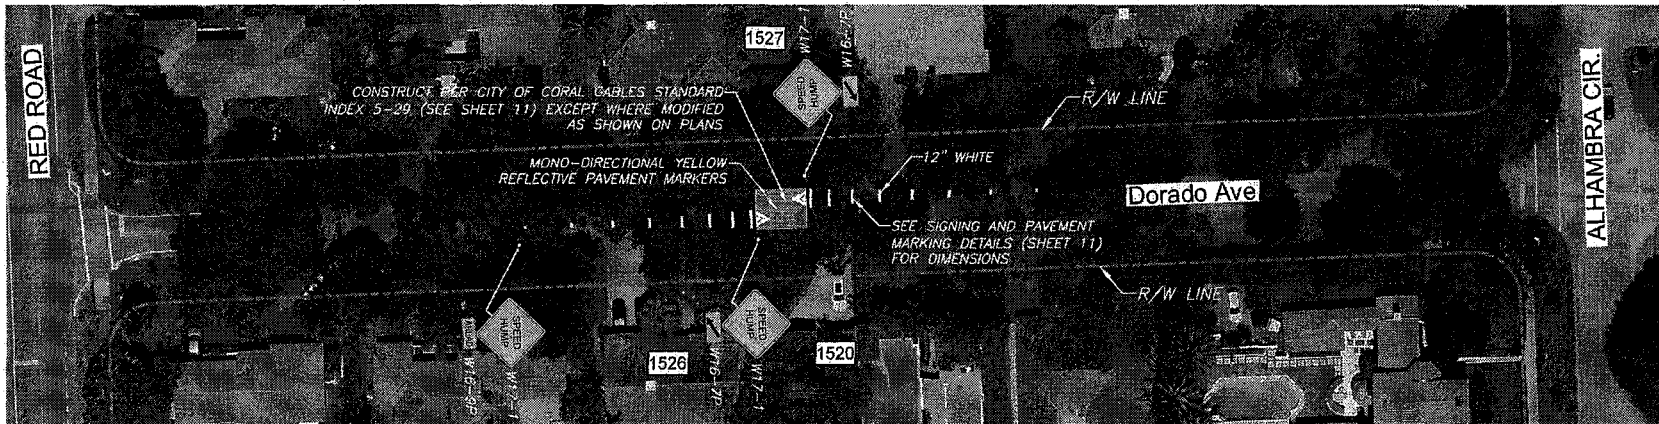 1527
W17-1
W16-7P
SPEED
HUMP
RED ROAD
ALHAMBRA CIR.
CONSTRUCT PER CITY OF CORAL GABLES STANDARD
INDEX 5-29 (SEE SHEET 11) EXCEPT WHERE MODIFIED
AS SHOWN ON PLANS
R/W LINE
MONO-DIRECTIONAL YELLOW
REFLECTIVE PAVEMENT MARKERS
12" WHITE
Dorado Ave
SEE SIGNING AND PAVEMENT
MARKING DETAILS (SHEET 11)
FOR DIMENSIONS
R/W LINE
SPEED
HUMP
W16-9P
W17-1
SPEED
HUMP
W16-7P
W17-1
1526
1520